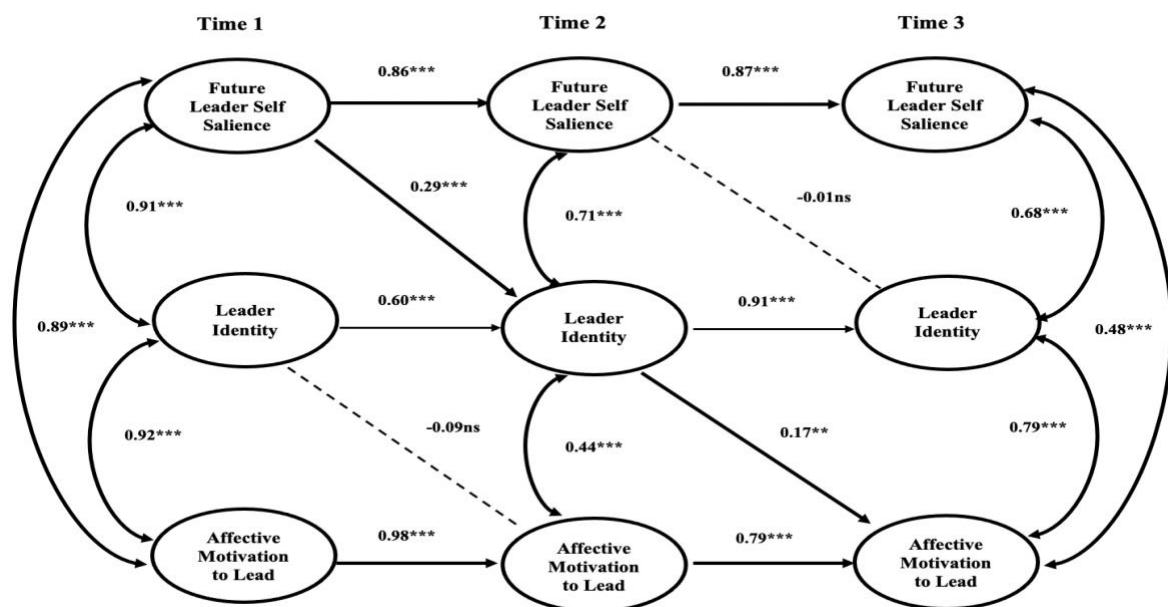 Time 1
Time 2
Time 3
Future
Leader Self
Salience
0.86***
Future
Leader Self
Salience
0.87***
Future
Leader Self
Salience
0.91***
0.29***
0.71***
-0.01ns
0.68***
0.89***
Leader
Identity
0.60***
Leader
Identity
0.91***
Leader
Identity
0.48***
0.92***
-0.09ns
0.44***
0.17**
0.79***
Affective
Motivation
to Lead
0.98***
Affective
Motivation
to Lead
0.79***
Affective
Motivation
to Lead